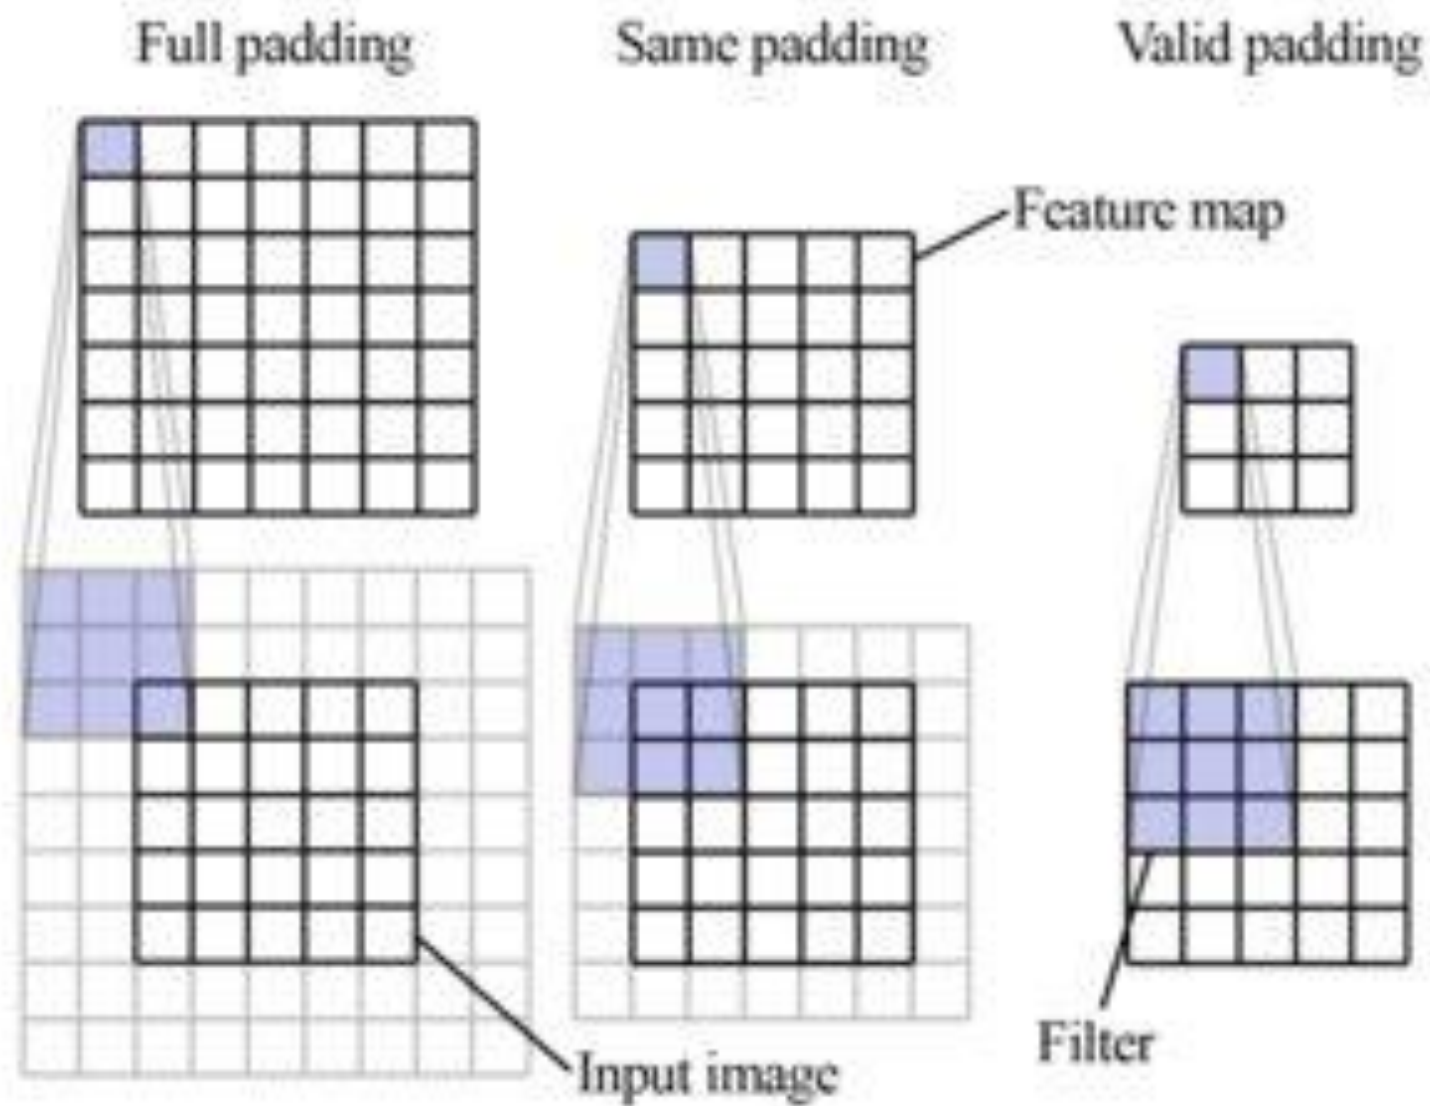 Full padding
Same padding
Valid padding
Feature map
Filter
Input image